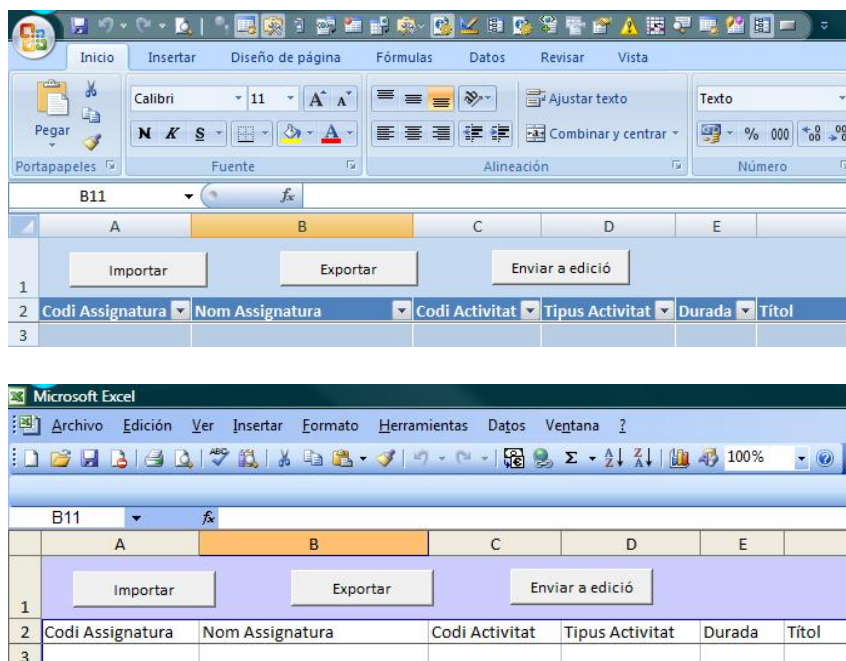 Inicio Insertar Diseño de página Fórmulas Datos Revisar Vista
Calibri 11 A A Ajustar texto Texto
Pegar N K S A Combinar y centrar % 000
Portapapeles Fuente Alineación Número
B11 fx
A B C D E
Importar Exportar Enviar a edició
1
2 Codi Assignatura Nom Assignatura Codi Activitat Tipus Activitat Durada Títol
3
Microsoft Excel
Archivo Edición Ver Insertar Formato Herramientas Datos Ventana ?
ABC Σ A Z Z A 100%
B11 fx
A B C D E
Importar Exportar Enviar a edició
1
2 Codi Assignatura Nom Assignatura Codi Activitat Tipus Activitat Durada Títol
3